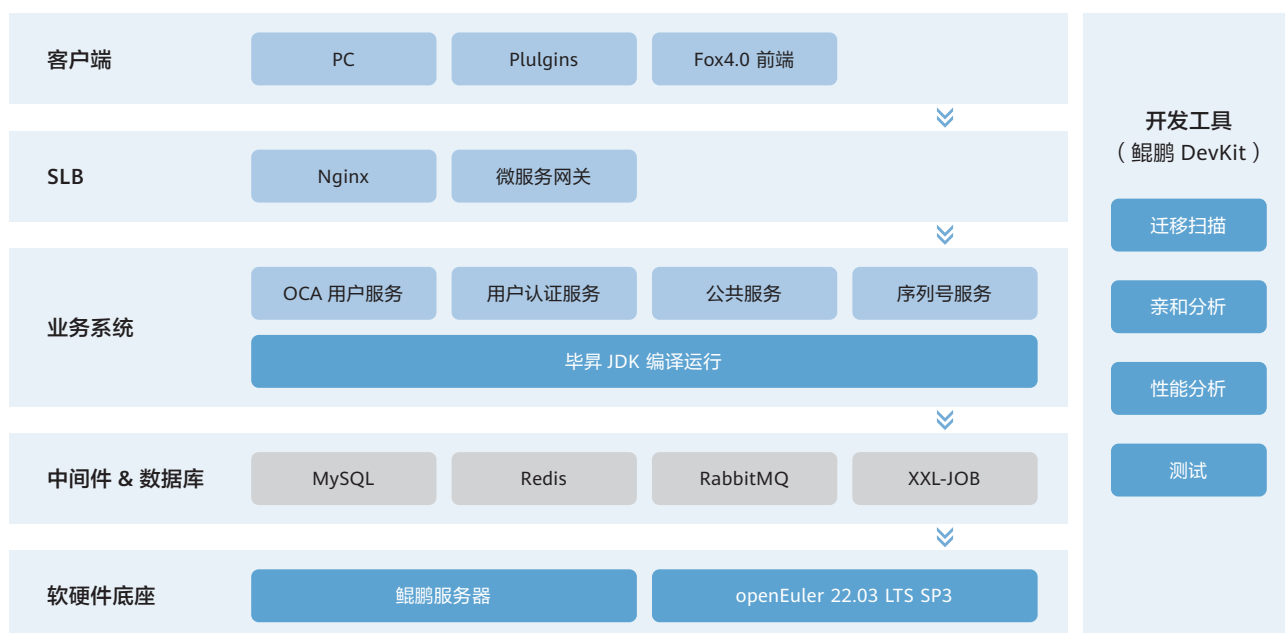 客户端
PC
Plulgins
Fox4.0 前端
SLB
Nginx
微服务网关
业务系统
OCA 用户服务
用户认证服务
公共服务
序列号服务
毕昇 JDK 编译运行
中间件 & 数据库
MySQL
Redis
RabbitMQ
XXL-JOB
软硬件底座
鲲鹏服务器
openEuler 22.03 LTS SP3
开发工具
（ 鲲鹏 DevKit ）
迁移扫描
亲和分析
性能分析
测试